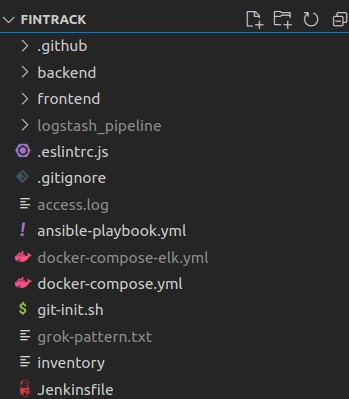 FINTRACK
.github
backend
frontend
logstash_pipeline
.eslintrc.js
.gitignore
access.log
ansible-playbook.yml
docker-compose-elk.yml
docker-compose.yml
git-init.sh
grok-pattern.txt
inventory
Jenkinsfile